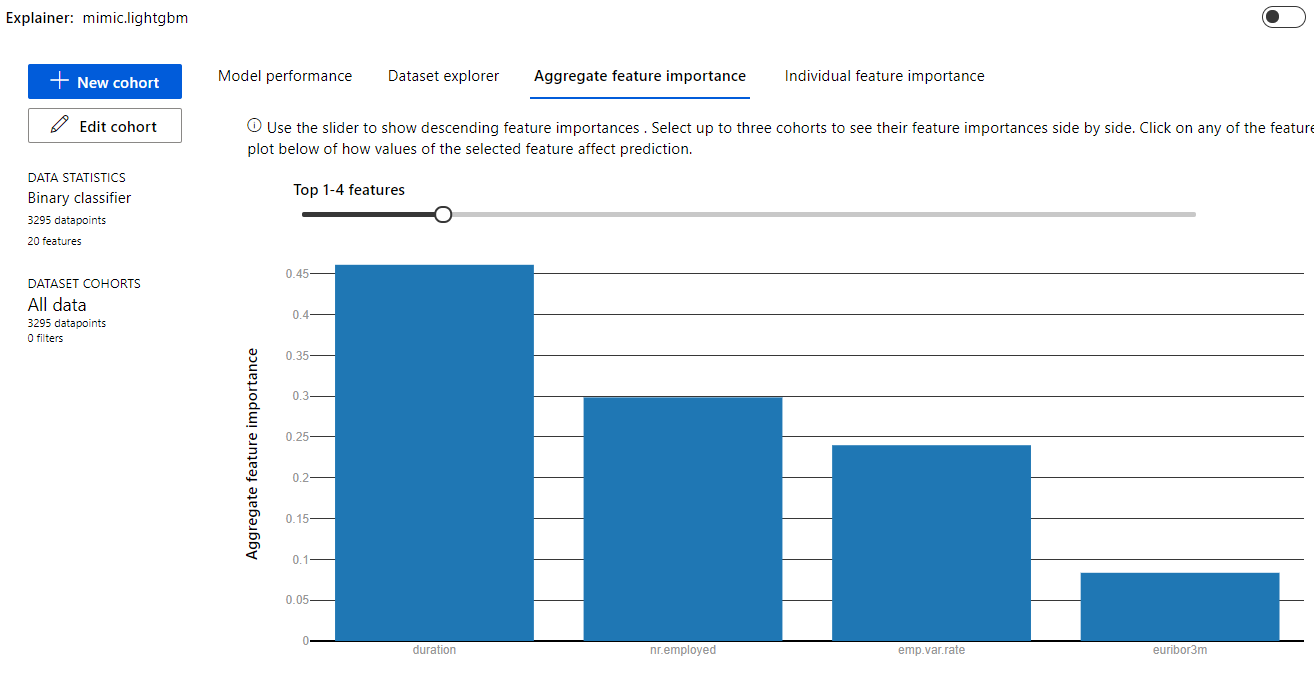 Explainer: mimic.lightgbm
New cohort
Edit cohort
DATA STATISTICS
Binary classifier
3295 datapoints
20 features
DATASET COHORTS
All data
3295 datapoints
0 filters
Model performance
Dataset explorer
Aggregate feature importance
Individual feature importance
Use the slider to show descending feature importances . Select up to three cohorts to see their feature importances side by side. Click on any of the feature
plot below of how values of the selected feature affect prediction.
Top 1-4 features
Aggregate feature importance
0.45
0.4
0.35
0.3
0.25
0.2
0.15
0.1
0.05
0
duration
nr.employed
emp.var.rate
euribor3m